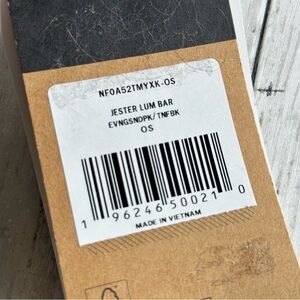 NF0A52TMYXK-OS
JESTER LUM BAR
EVNGSNDPK/TNFBK
OS
1 96246 50021 0
MADE IN VIETNAM